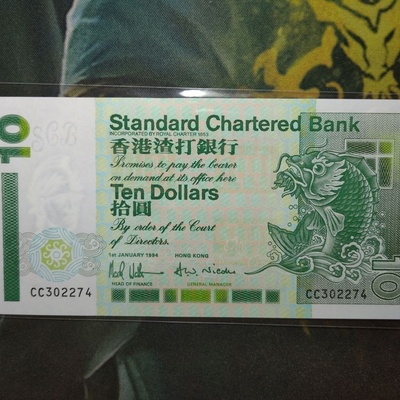 10
Standard Chartered Bank
INCORPORATED BY ROYAL CHARTER 1853
香港渣打銀行
Promises to pay the bearer
on demand at its office here
Ten Dollars
拾圓
By order of the Court
of Directors.
1st JANUARY 1994 HONG KONG
HEAD OF FINANCE GENERAL MANAGER
CC302274 CC302274
10